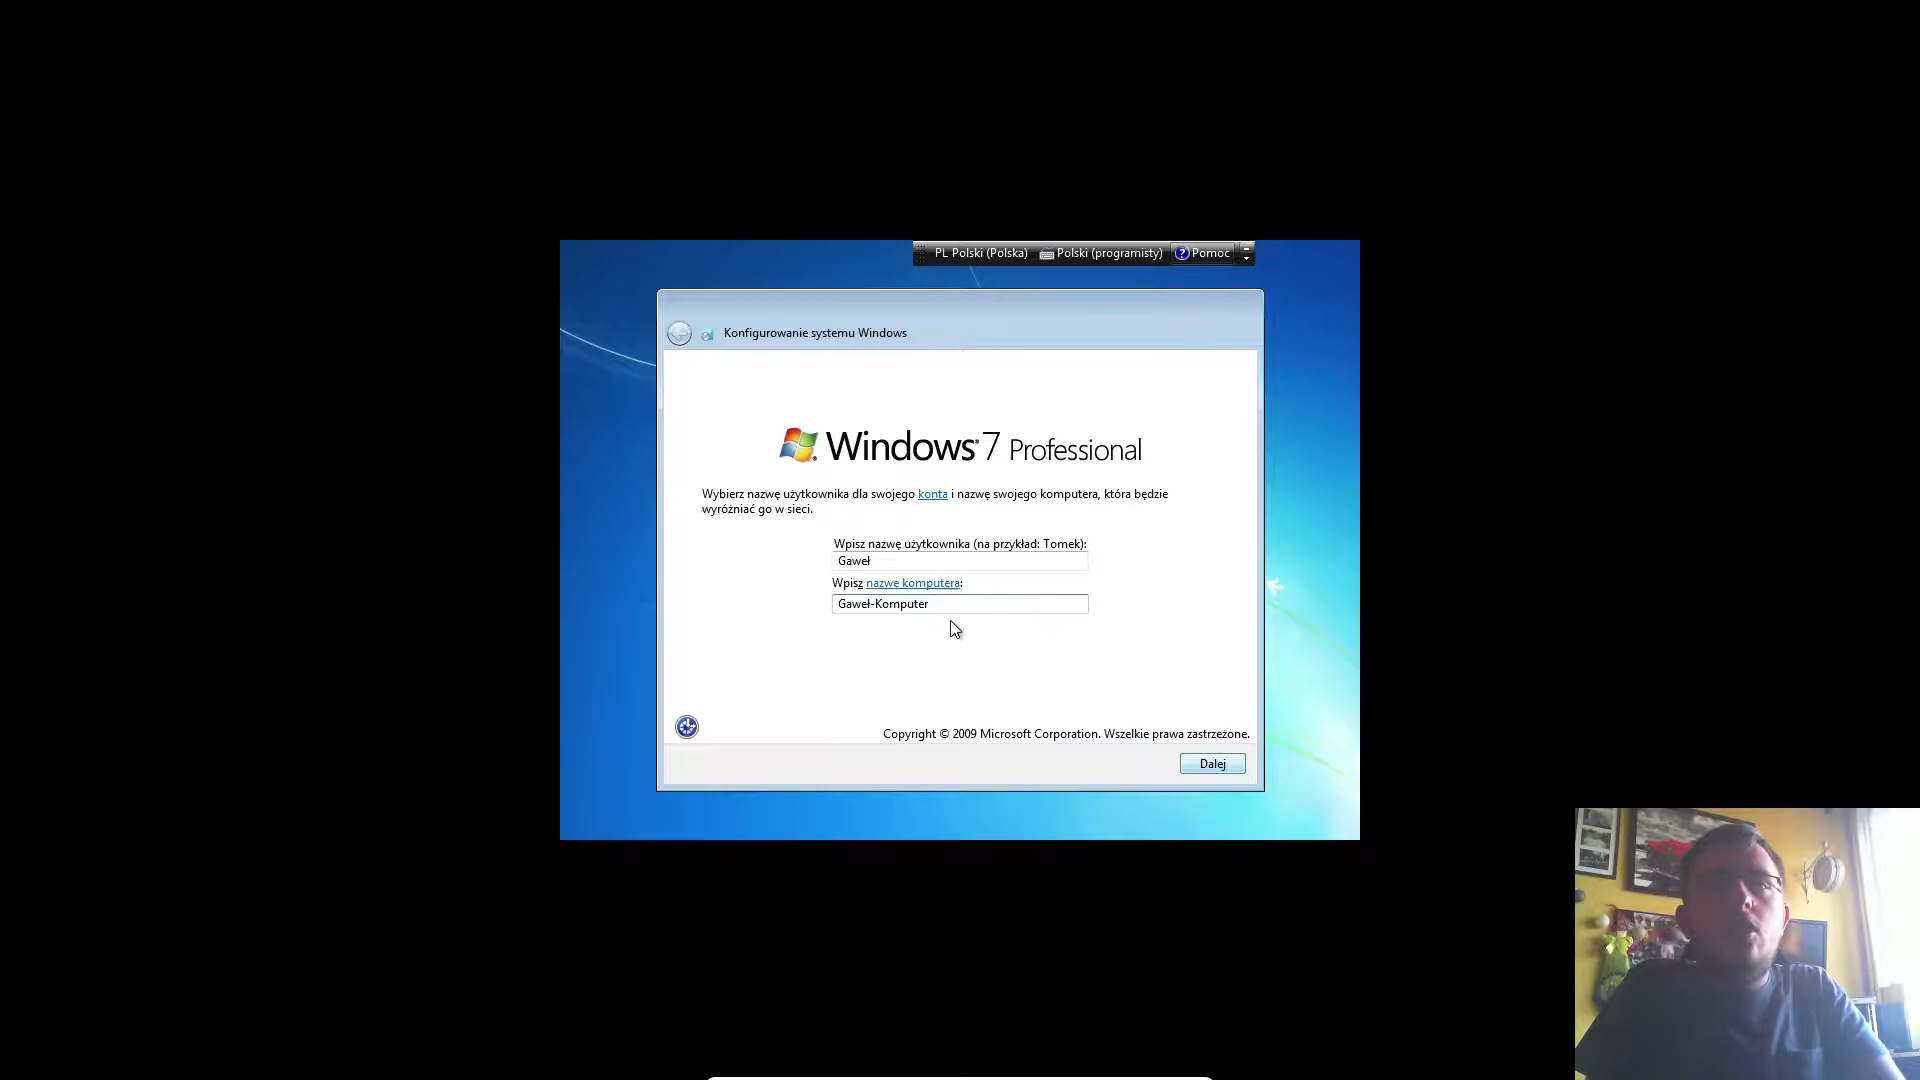 PL Polski (Polska) Polski (programisty) ? Pomoc
Konfigurowanie systemu Windows
Windows 7 Professional
Wybierz nazwę użytkownika dla swojego konta i nazwę swojego komputera, która będzie
wyróżniać go w sieci.
Wpisz nazwę użytkownika (na przykład: Tomek):
Gaweł
Wpisz nazwę komputera:
Gaweł-Komputer
Copyright © 2009 Microsoft Corporation. Wszelkie prawa zastrzeżone.
Dalej